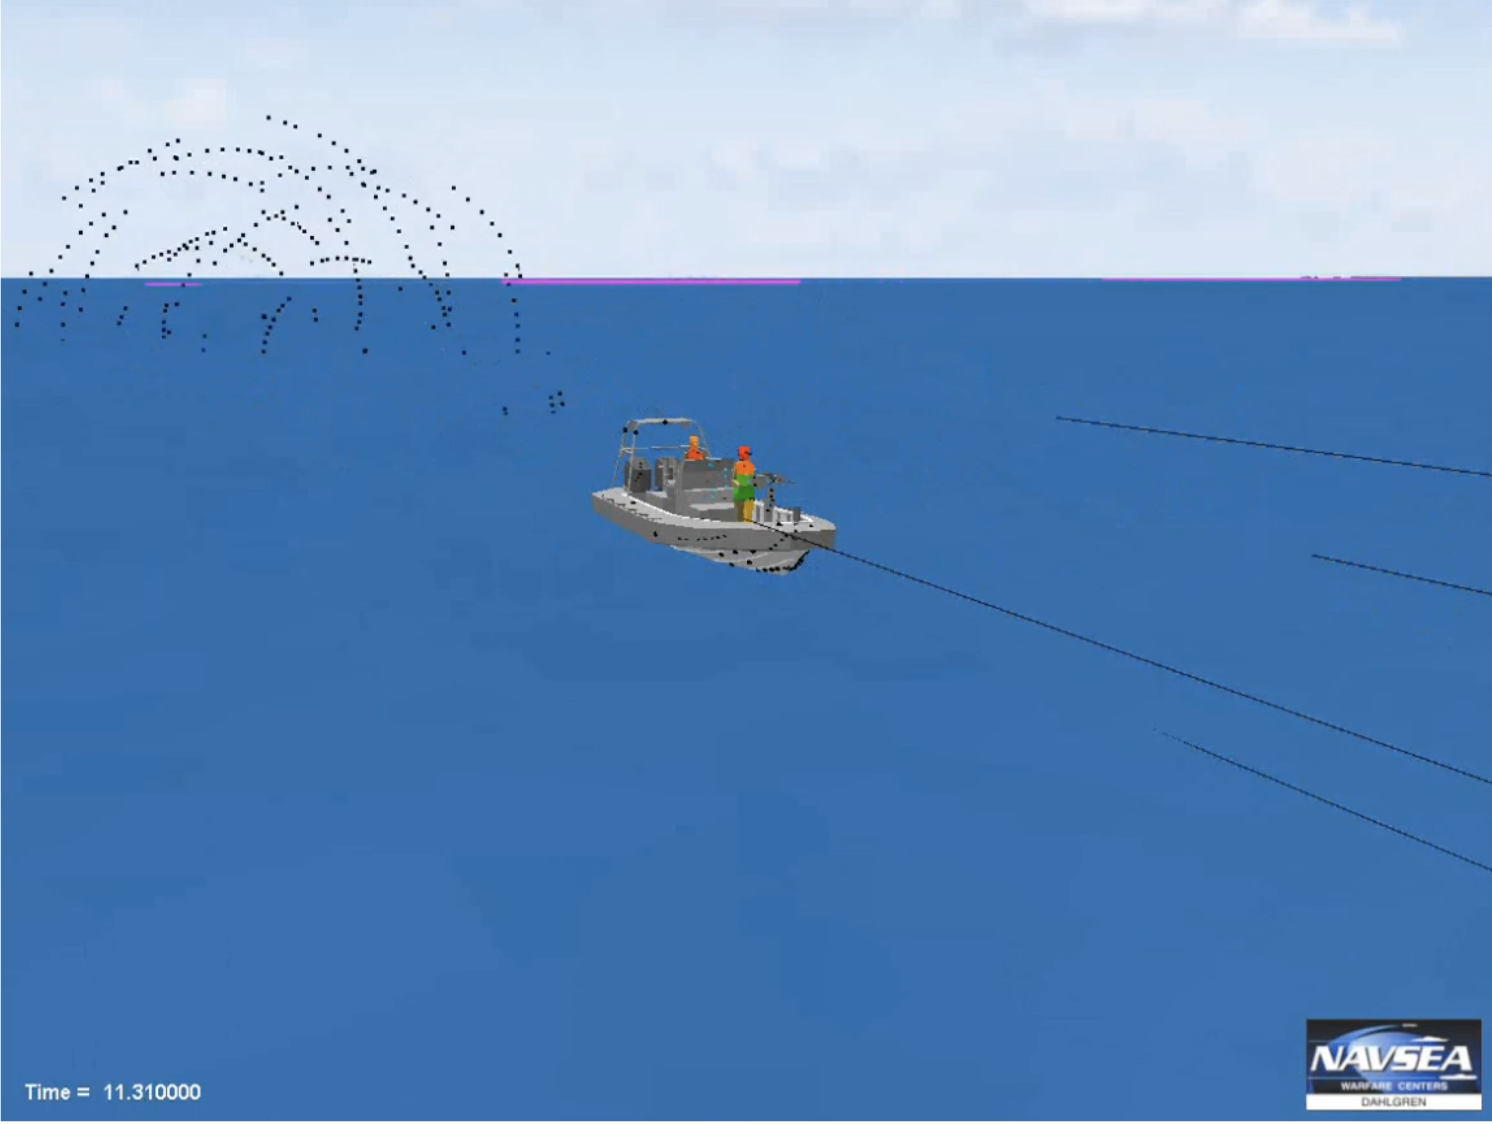 Time = 11.310000
NAVSEA
WARFARE CENTERS
DAHLGREN